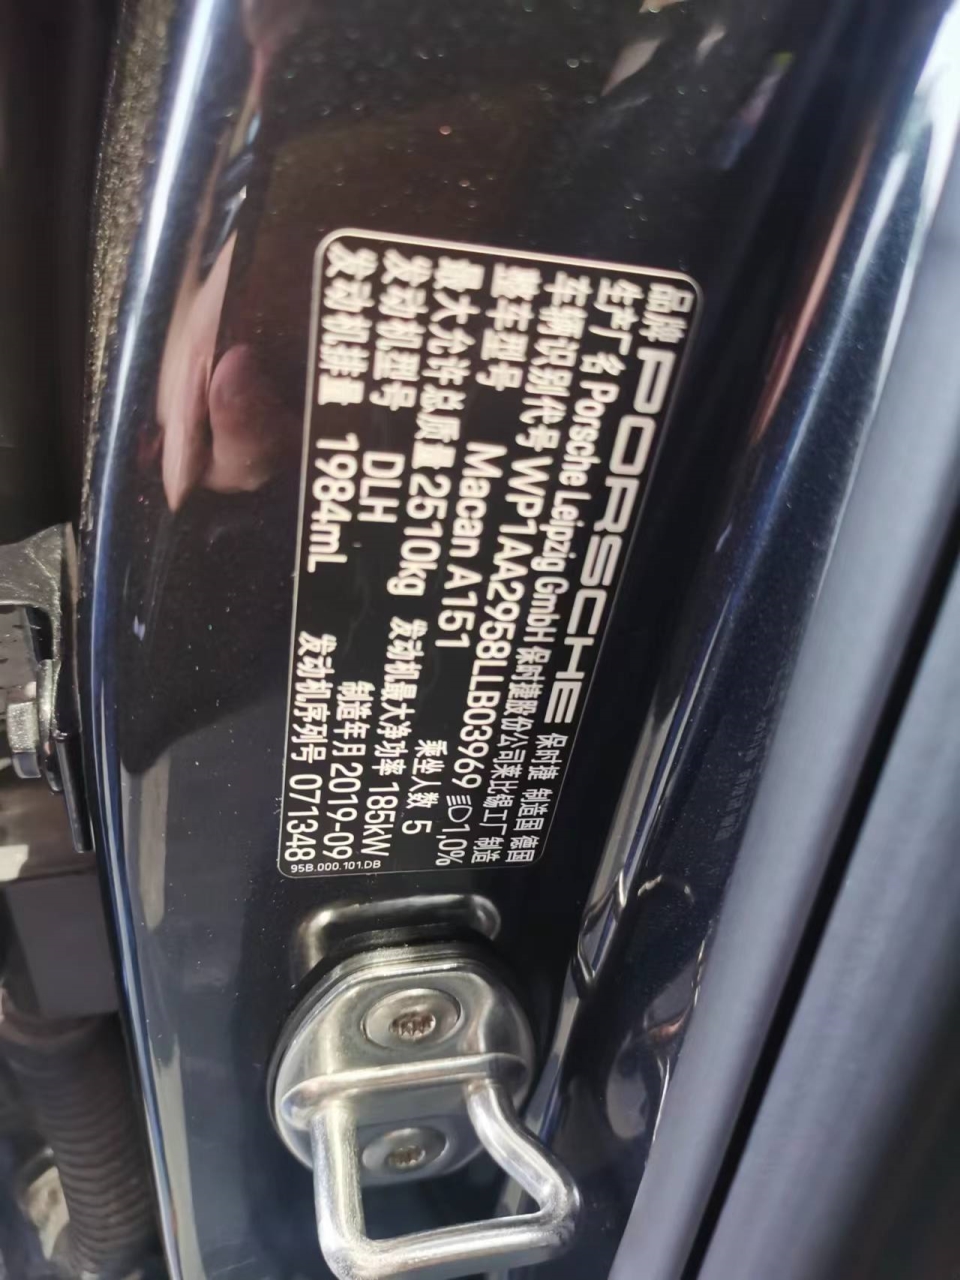 品牌 PORSCHE 保时捷 制造国 德国
生产厂名 Porsche Leipzig GmbH 保时捷股份公司莱比锡工厂 制造
车辆识别代号 WP1AA2958LLB03969 1,0%
整车型号 Macan A151
最大允许总质量 2510kg 乘坐人数 5
发动机型号 DLH 发动机最大净功率 185kW
发动机排量 1984mL 制造年月 2019-09
发动机序列号 071348
95B.000.101.DB